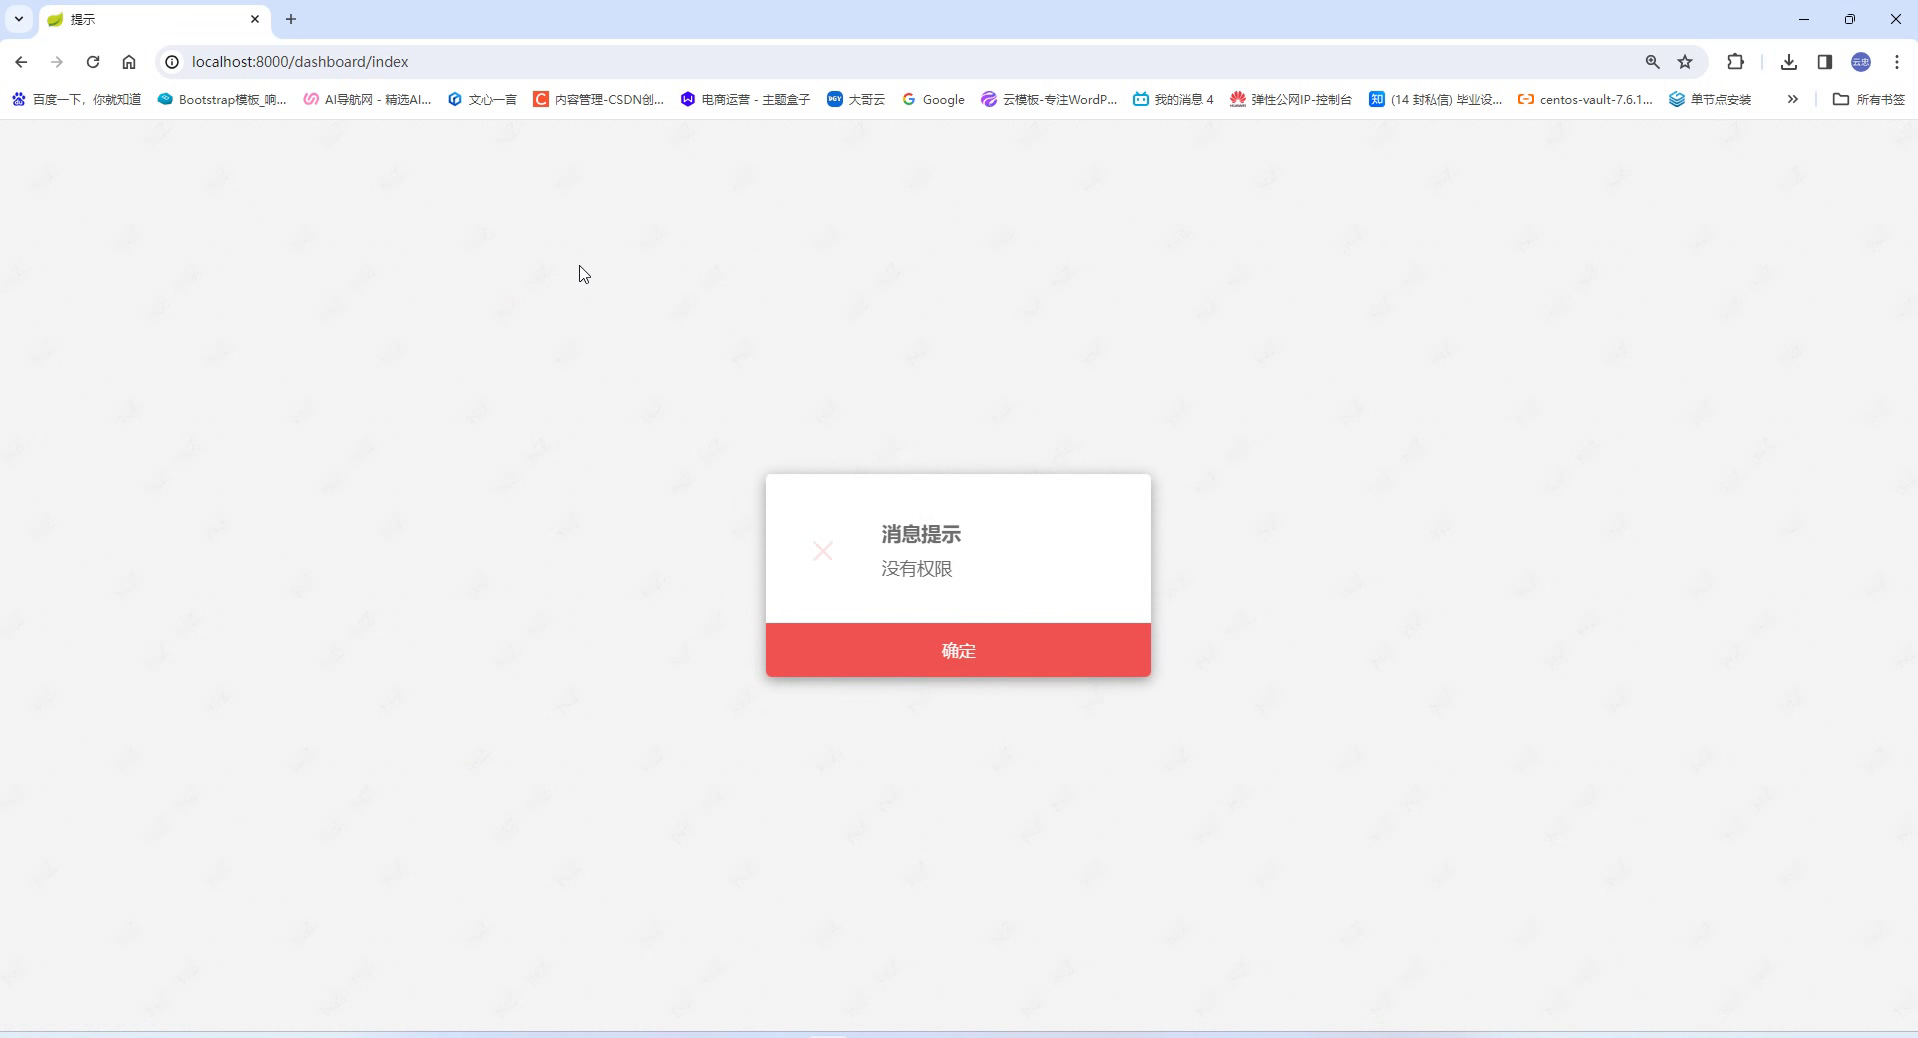 提示
localhost:8000/dashboard/index
云忠
百度一下，你就知道
Bootstrap模板_响...
AI导航网 - 精选AI...
文心一言
内容管理-CSDN创...
电商运营 - 主题盒子
大哥云
Google
云模板-专注WordP...
我的消息 4
弹性公网IP-控制台
知
(14 封私信) 毕业设...
centos-vault-7.6.1...
单节点安装
所有书签
消息提示
没有权限
确定